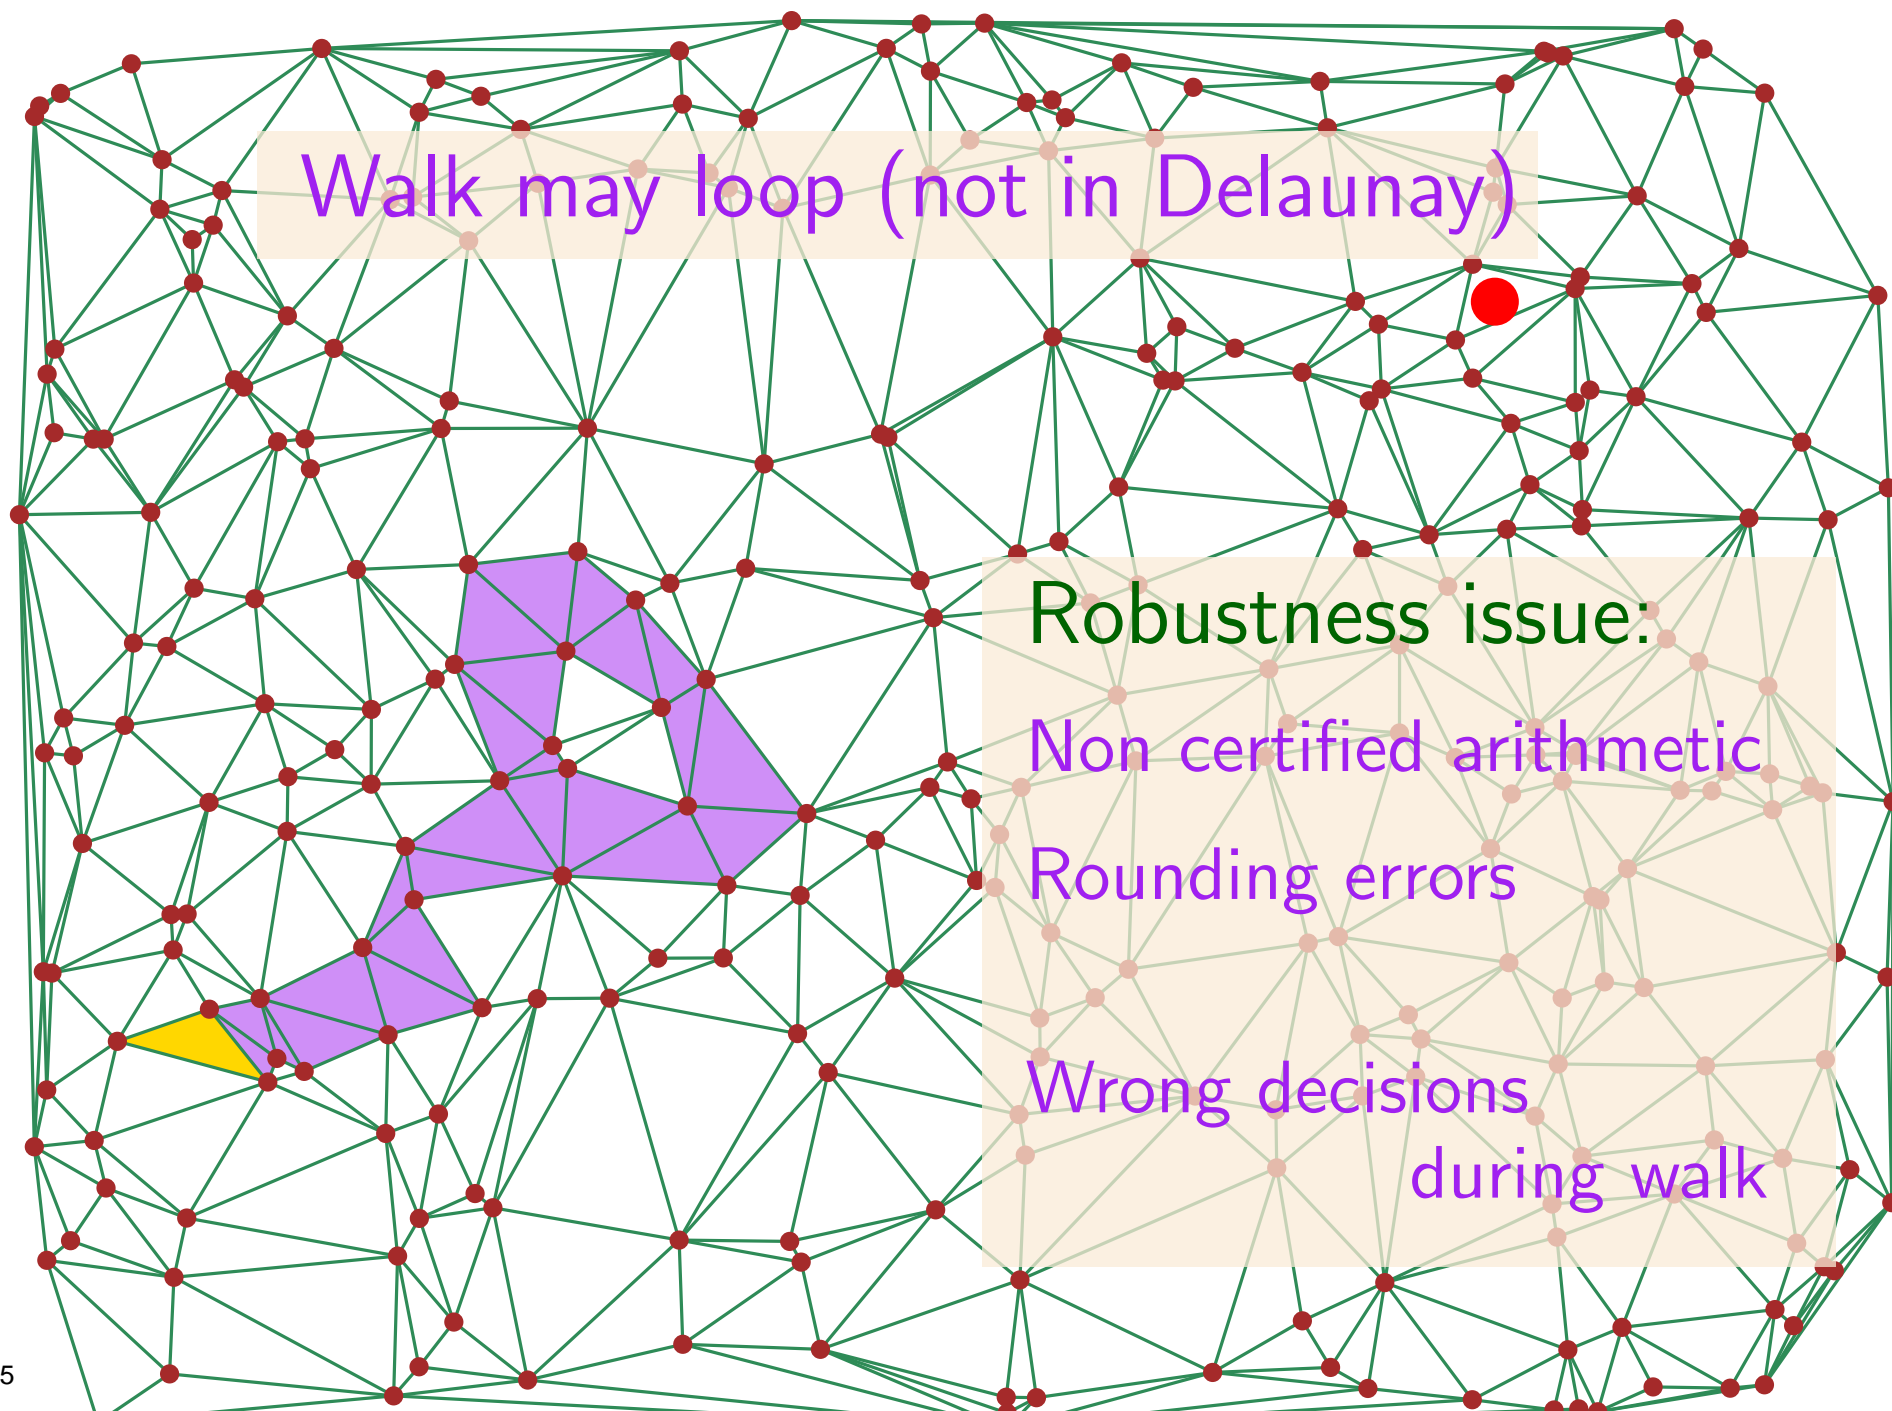 Walk may loop (not in Delaunay)
Robustness issue:
Non certified arithmetic
Rounding errors
Wrong decisions
during walk
5